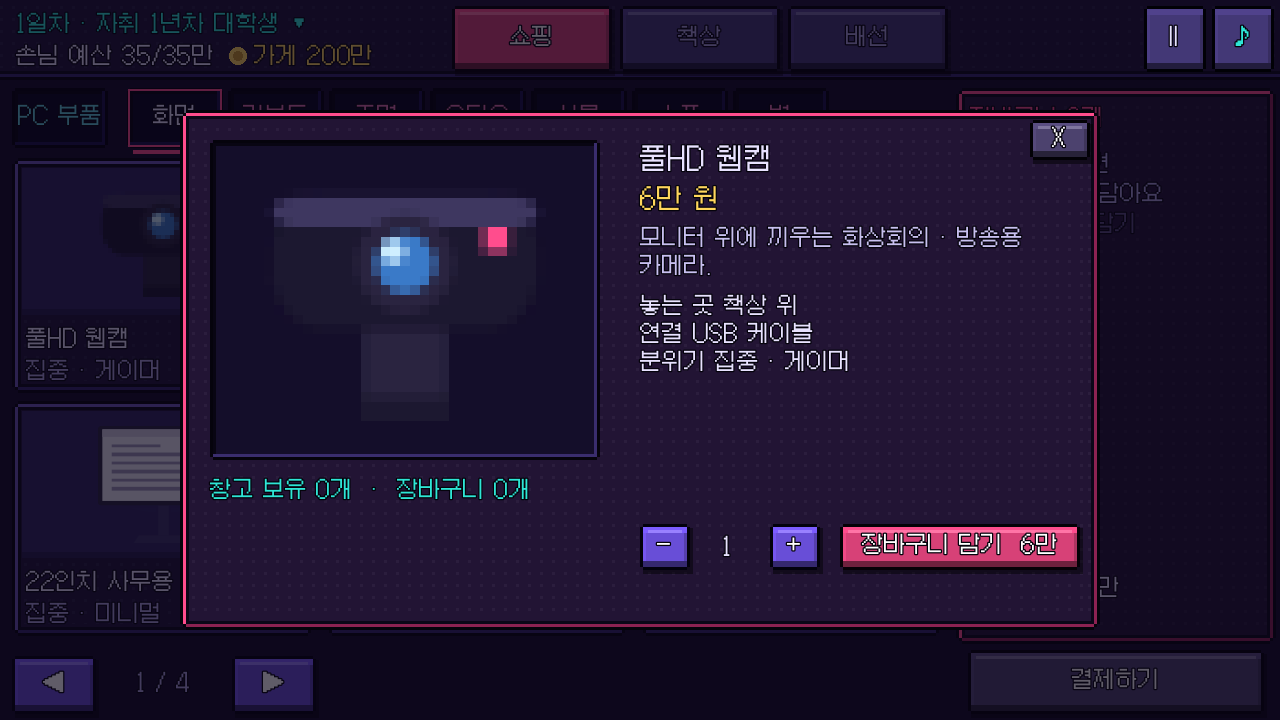 1일차 · 자취 1년차 대학생 ▼
손님 예산 35/35만 가게 200만
쇼핑
책상
배선
PC 부품
화면
X
풀HD 웹캠
6만 원
모니터 위에 끼우는 화상회의 · 방송용
카메라.
놓는 곳 책상 위
연결 USB 케이블
분위기 집중 · 게이머
창고 보유 0개 · 장바구니 0개
− 1 +
장바구니 담기 6만
풀HD 웹캠
집중 · 게이머
22인치 사무용
집중 · 미니멀
담아요
담기
만
1 / 4
결제하기